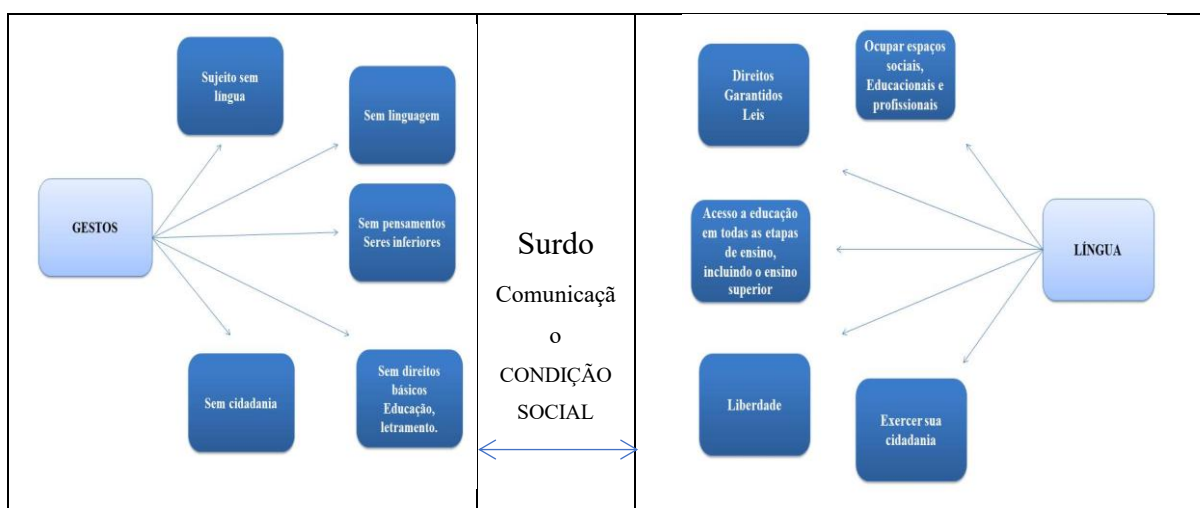 Sujeito sem
língua
Sem linguagem
GESTOS
Sem pensamentos
Seres inferiores
Sem cidadania
Sem direitos
básicos
Educação,
letramento.
Surdo
Comunicaçã
o
CONDIÇÃO
SOCIAL
Direitos
Garantidos
Leis
Ocupar espaços
sociais,
Educacionais e
profissionais
Acesso a educação
em todas as etapas
de ensino,
incluindo o ensino
superior
LÍNGUA
Liberdade
Exercer sua
cidadania